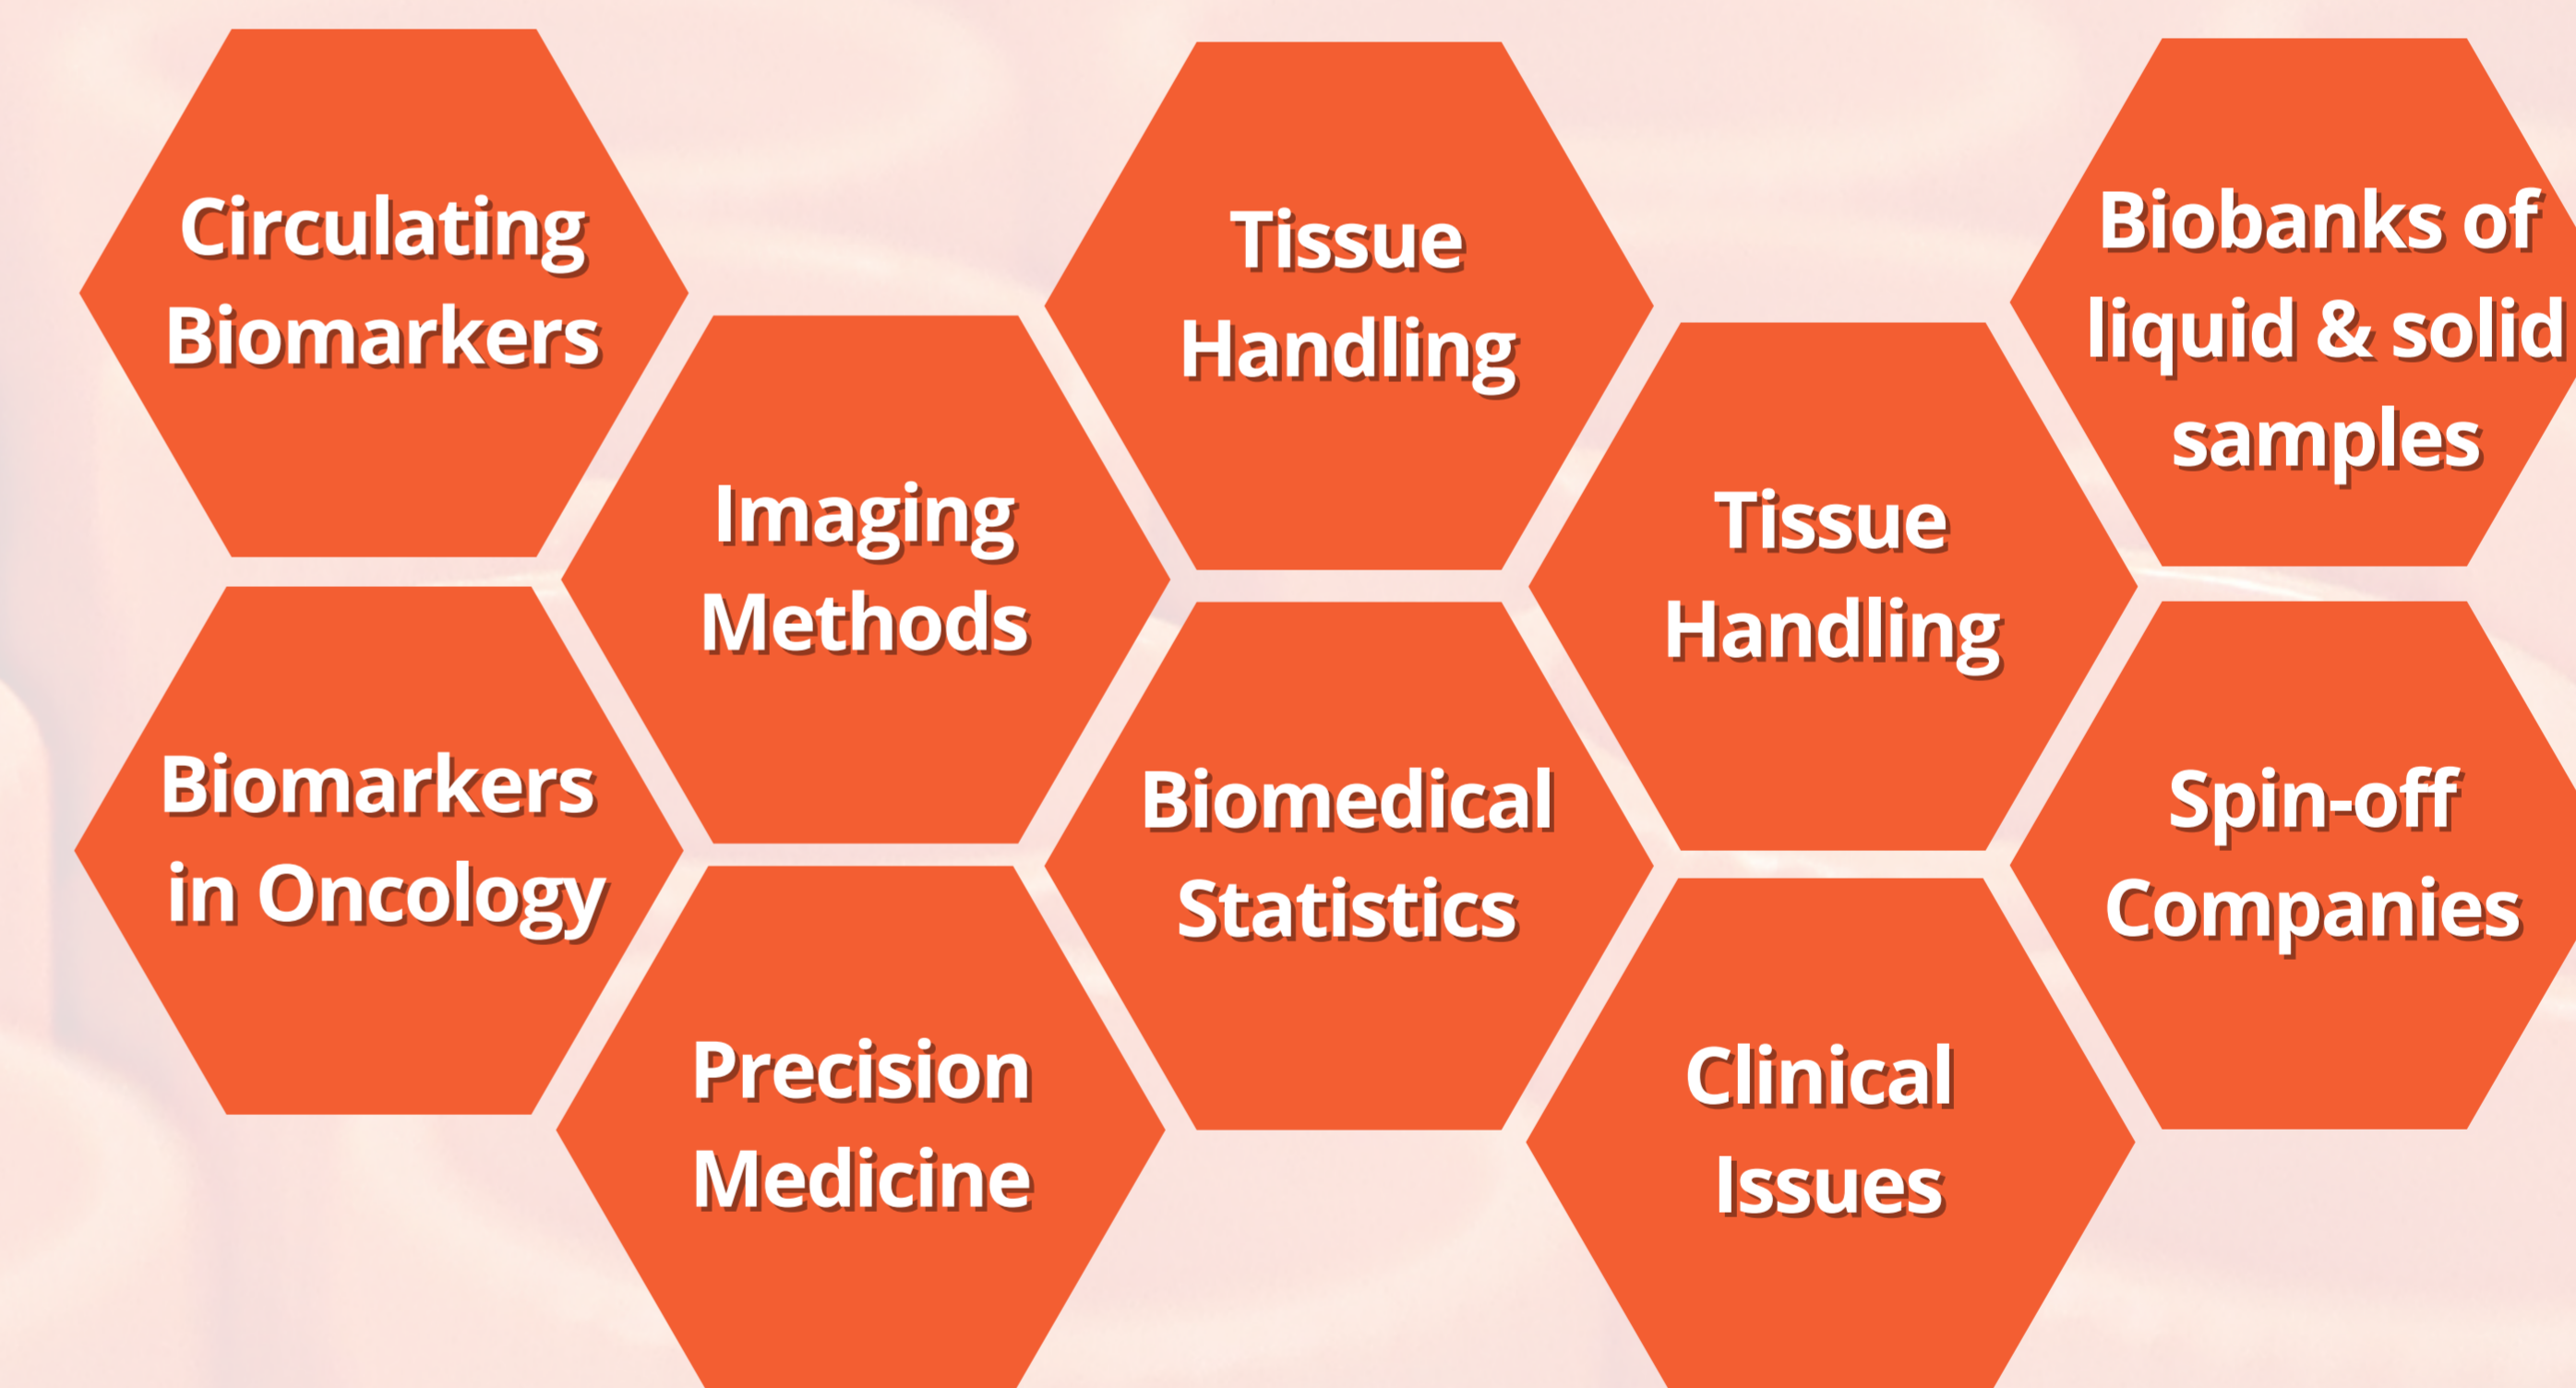 Circulating
Biomarkers
Biomarkers
in Oncology
Imaging
Methods
Precision
Medicine
Tissue
Handling
Biomedical
Statistics
Tissue
Handling
Clinical
Issues
Biobanks of
liquid & solid
samples
Spin-off
Companies